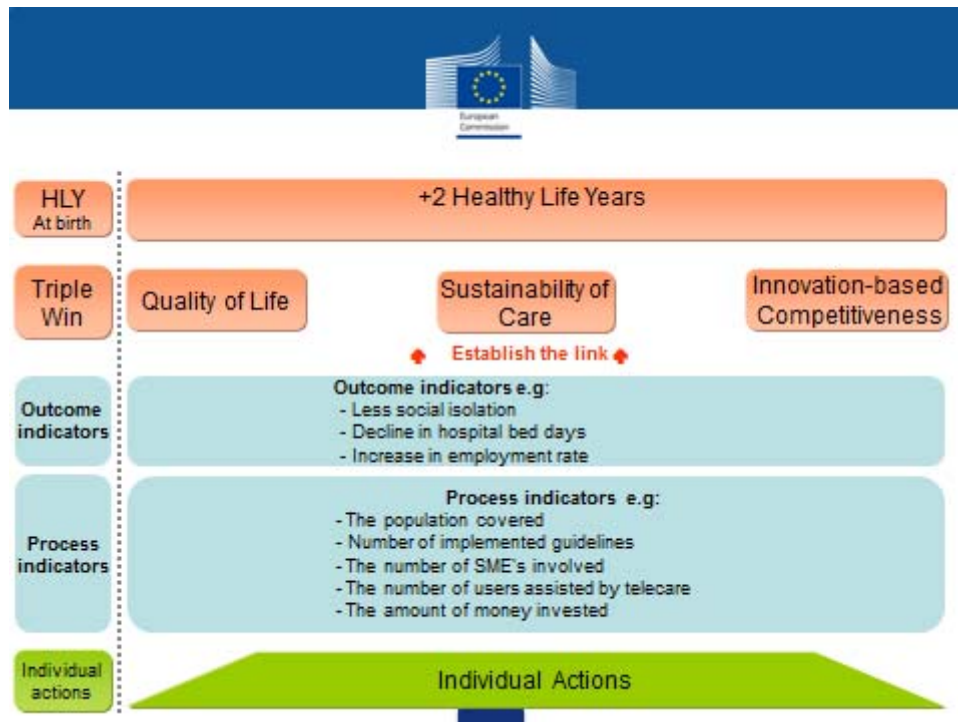 European
Commission
HLY
At birth
+2 Healthy Life Years
Triple
Win
Quality of Life
Sustainability of
Care
Innovation-based
Competitiveness
Establish the link
Outcome
indicators
Outcome indicators e.g:
- Less social isolation
- Decline in hospital bed days
- Increase in employment rate
Process
indicators
Process indicators e.g:
- The population covered
- Number of implemented guidelines
- The number of SME's involved
- The number of users assisted by telecare
- The amount of money invested
Individual
actions
Individual Actions